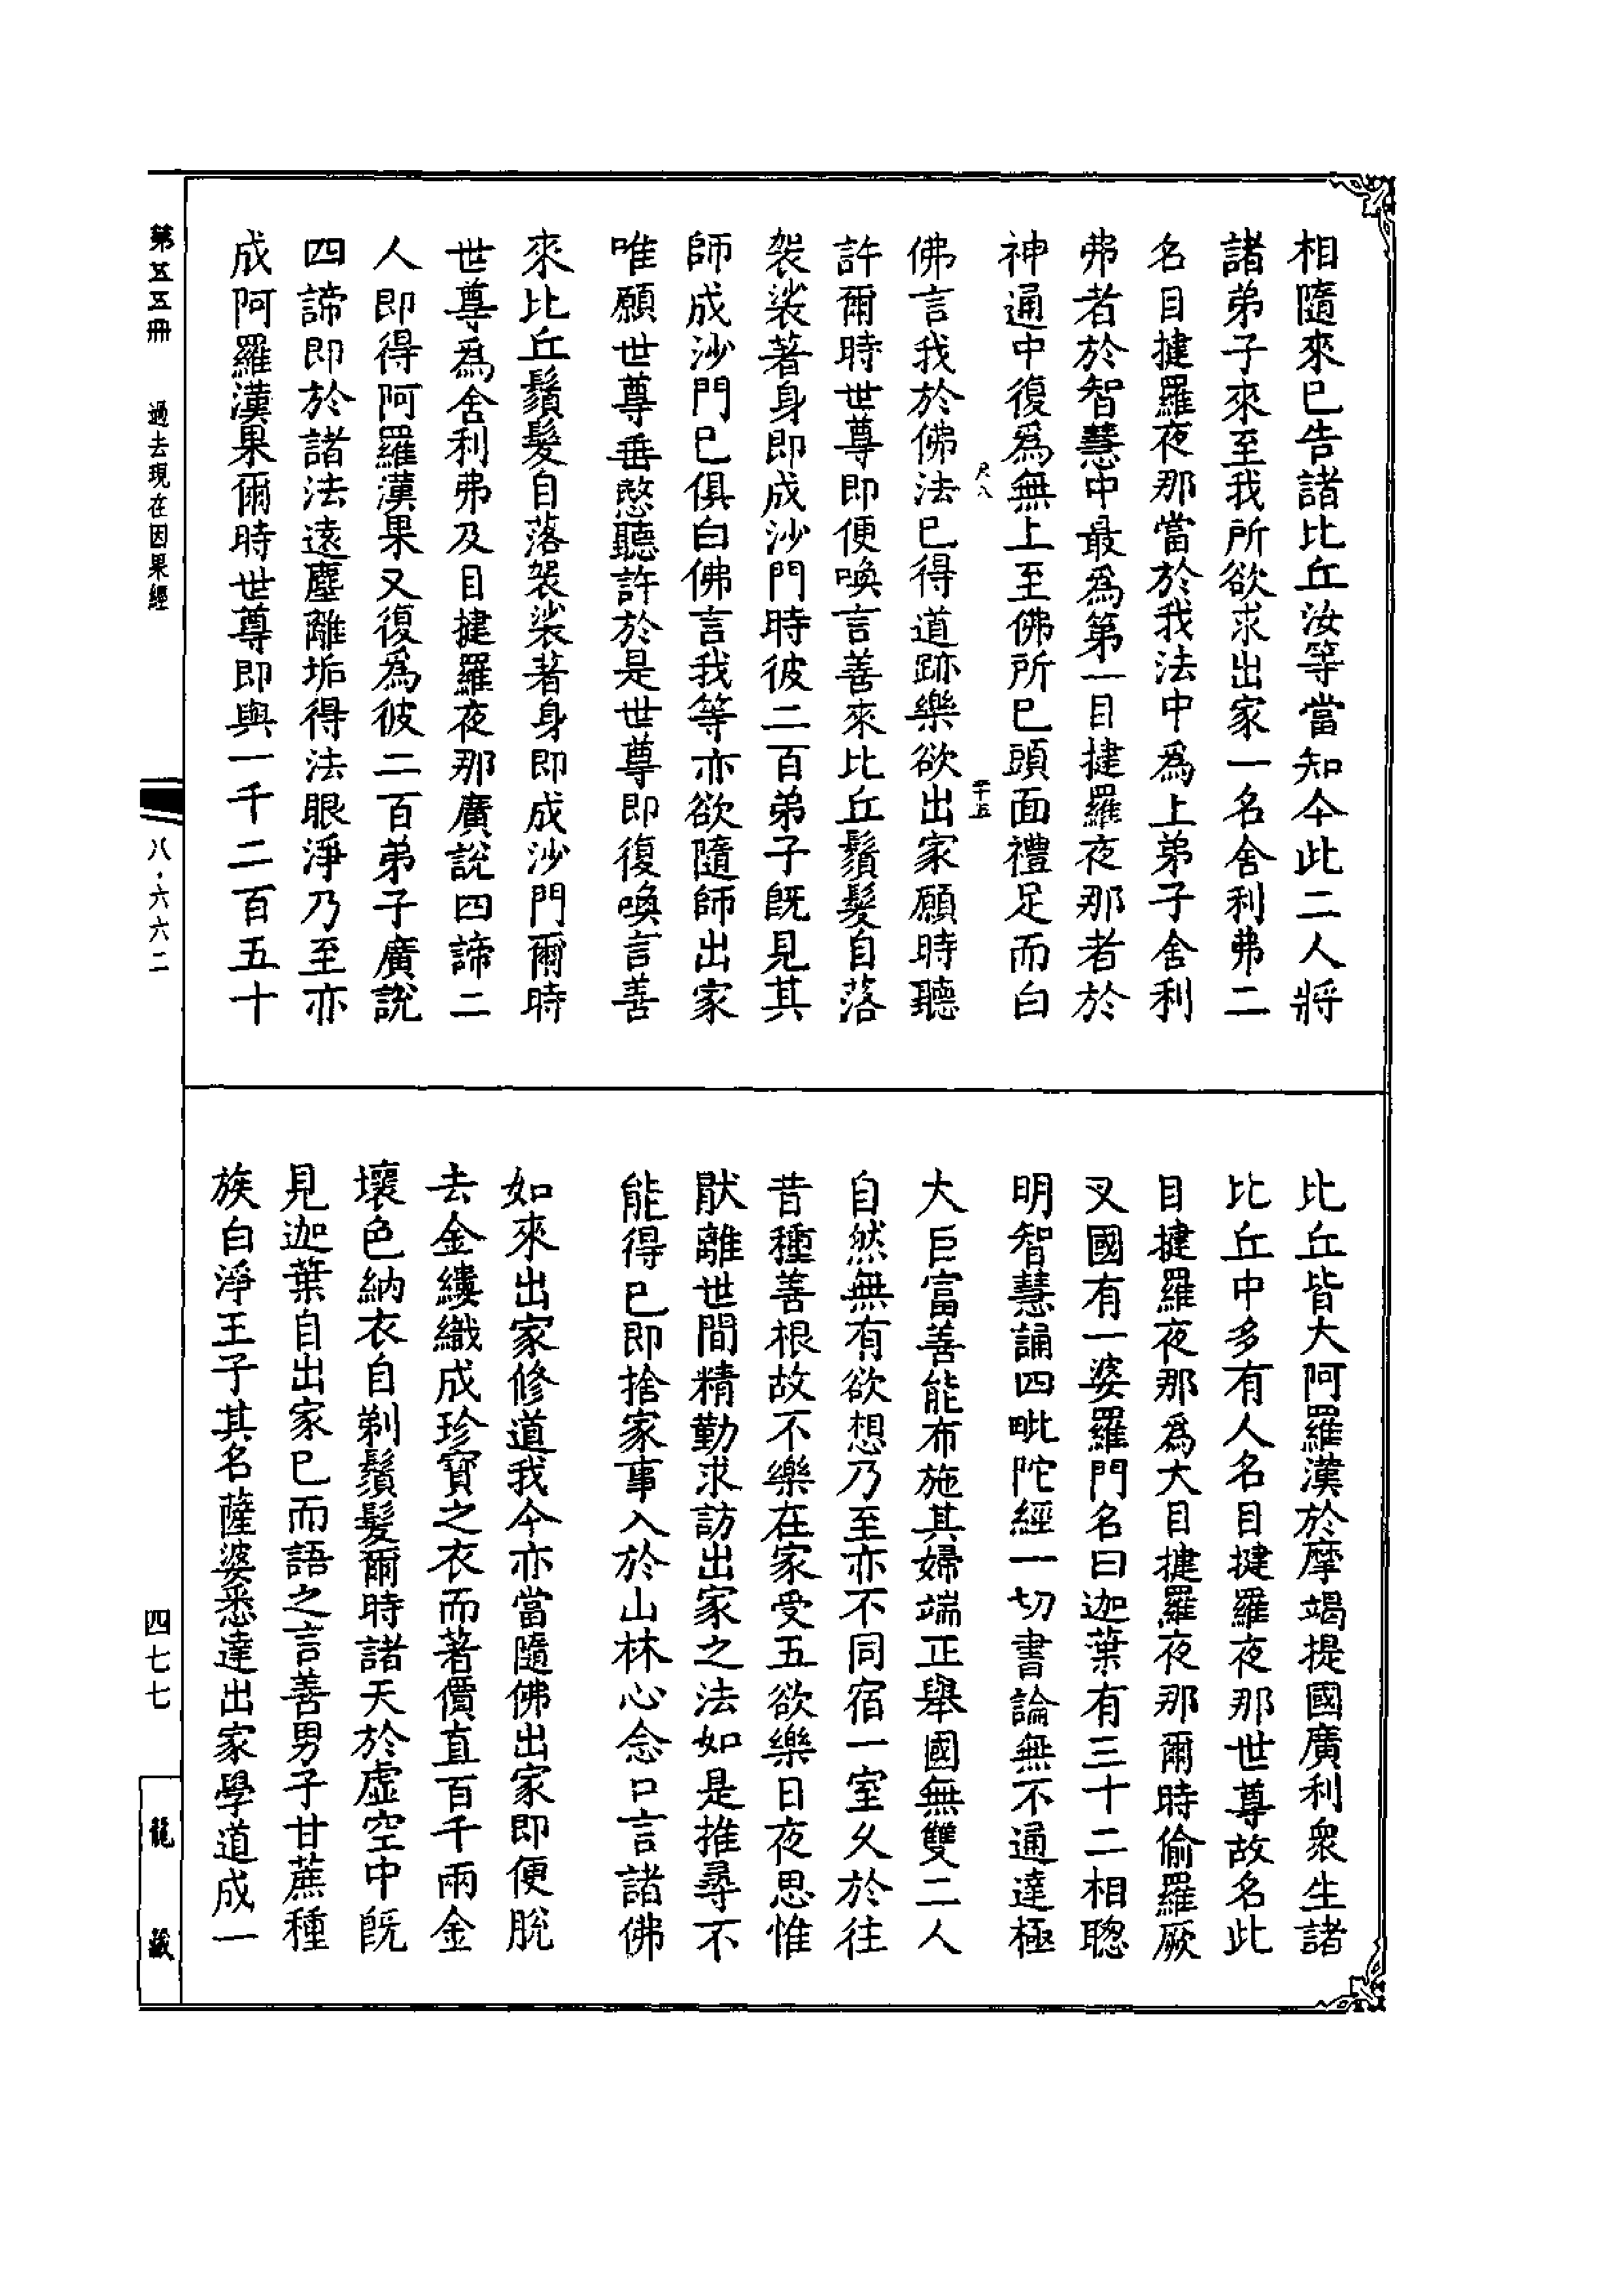 相隨來已告諸比丘汝等當知今此二人將
諸弟子來至我所欲求出家一名舍利弗二
名目揵羅夜那當於我法中為上弟子舍利
弗者於智慧中最為第一目揵羅夜那者於
神通中復為無上至佛所已頭面禮足而白
尺八
二十五
佛言我於佛法已得道跡樂欲出家願時聽
許爾時世尊即便喚言善來比丘鬚髮自落
袈裟著身即成沙門時彼二百弟子既見其
師成沙門已俱白佛言我等亦欲隨師出家
唯願世尊垂愍聽許於是世尊即復喚言善
來比丘鬚髮自落袈裟著身即成沙門爾時
世尊為舍利弗及目揵羅夜那廣說四諦二
人即得阿羅漢果又復為彼二百弟子廣說
四諦即於諸法遠塵離垢得法眼淨乃至亦
成阿羅漢果爾時世尊即與一千二百五十
比丘皆大阿羅漢於摩竭提國廣利眾生諸
比丘中多有人名目揵羅夜那世尊故名此
目揵羅夜那為大目揵羅夜那爾時偷羅厥
叉國有一婆羅門名曰迦葉有三十二相聰
明智慧誦四毗陀經一切書論無不通達極
大巨富善能布施其婦端正舉國無雙二人
自然無有欲想乃至亦不同宿一室久於往
昔種善根故不樂在家受五欲樂日夜思惟
厭離世間精勤求訪出家之法如是推尋不
能得已即捨家事入於山林心念口言諸佛
如來出家修道我今亦當隨佛出家即便脫
去金縷織成珍寶之衣而著價直百千兩金
壞色納衣自剃鬚髮爾時諸天於虛空中既
見迦葉自出家已而語之言善男子甘蔗種
族白淨王子其名薩婆悉達出家學道成一
第五五冊 過去現在因果經 八·六六二 四七七 龍藏